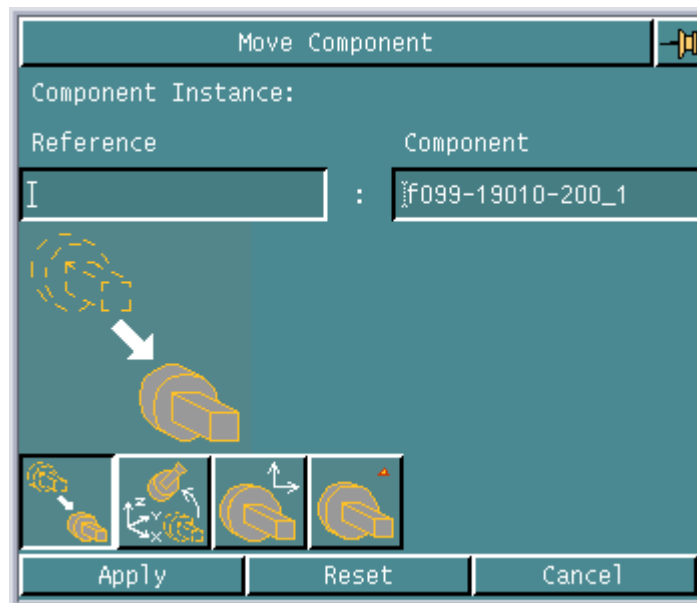 Move Component
Component Instance:
Reference Component
: f099-19010-200_1
Z
Y
X
Apply Reset Cancel